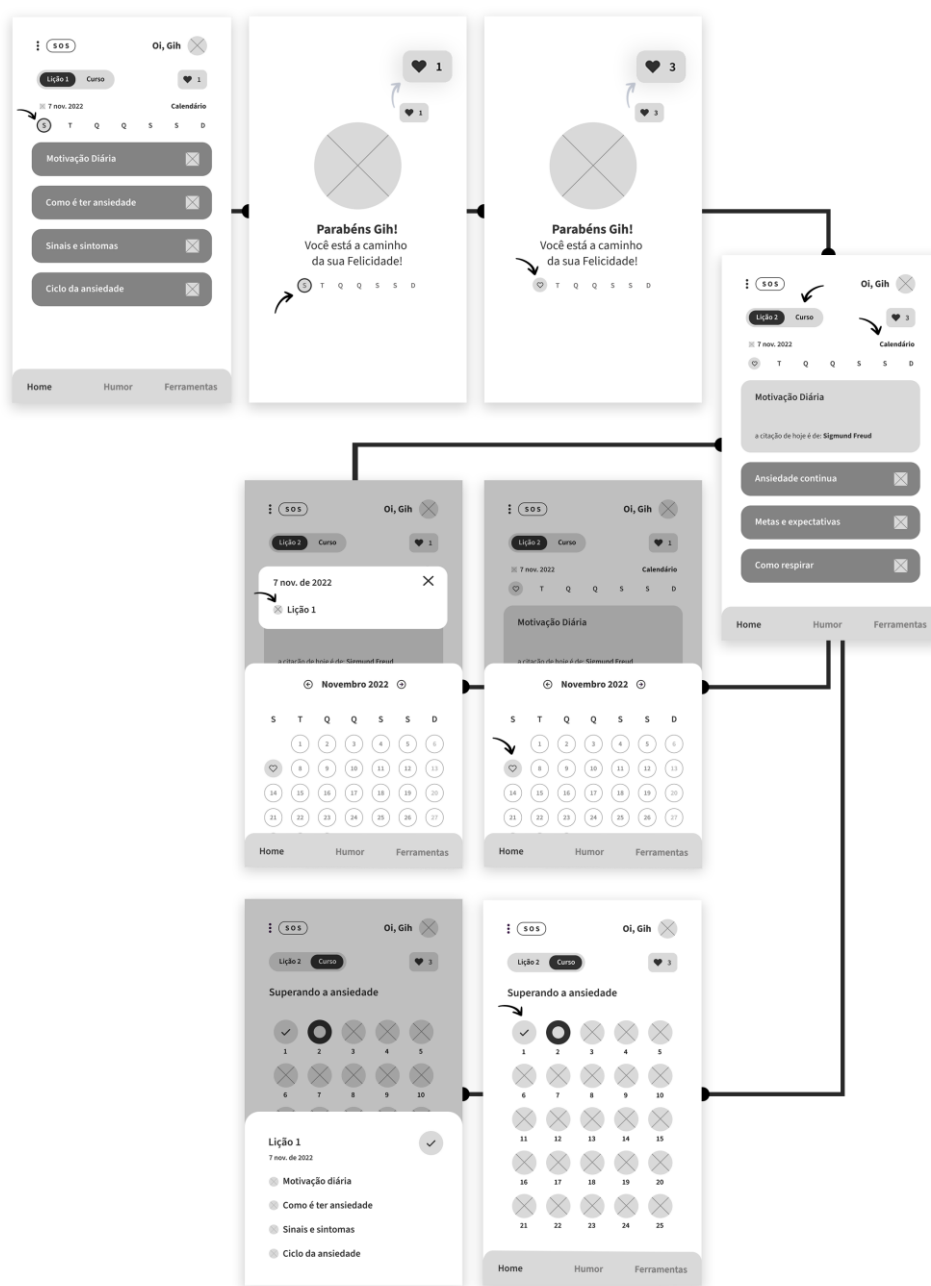 SOS
Oi, Gih
Lição 1 Curso
1
7 nov. 2022 Calendário
S T Q Q S S D
Motivação Diária
Como é ter ansiedade
Sinais e sintomas
Ciclo da ansiedade
Home Humor Ferramentas
1
1
Parabéns Gih!
Você está a caminho
da sua Felicidade!
S T Q Q S S D
3
3
Parabéns Gih!
Você está a caminho
da sua Felicidade!
T Q Q S S D
SOS
Oi, Gih
Lição 2 Curso
3
7 nov. 2022 Calendário
T Q Q S S D
Motivação Diária
a citação de hoje é de: Sigmund Freud
Ansiedade continua
Metas e expectativas
Como respirar
Home Humor Ferramentas
SOS
Oi, Gih
Lição 2 Curso
1
7 nov. de 2022
Lição 1
a citação de hoje é de: Sigmund Freud
Novembro 2022
S T Q Q S S D
1 2 3 4 5 6
8 9 10 11 12 13
14 15 16 17 18 19 20
21 22 23 24 25 26 27
Home Humor Ferramentas
SOS
Oi, Gih
Lição 2 Curso
1
7 nov. 2022 Calendário
T Q Q S S D
Motivação Diária
a citação de hoje é de: Sigmund Freud
Novembro 2022
S T Q Q S S D
1 2 3 4 5 6
8 9 10 11 12 13
14 15 16 17 18 19 20
21 22 23 24 25 26 27
Home Humor Ferramentas
SOS
Oi, Gih
Lição 2 Curso
3
Superando a ansiedade
1 2 3 4 5
6 7 8 9 10
Lição 1
7 nov. de 2022
Motivação diária
Como é ter ansiedade
Sinais e sintomas
Ciclo da ansiedade
SOS
Oi, Gih
Lição 2 Curso
3
Superando a ansiedade
1 2 3 4 5
6 7 8 9 10
11 12 13 14 15
16 17 18 19 20
21 22 23 24 25
Home Humor Ferramentas